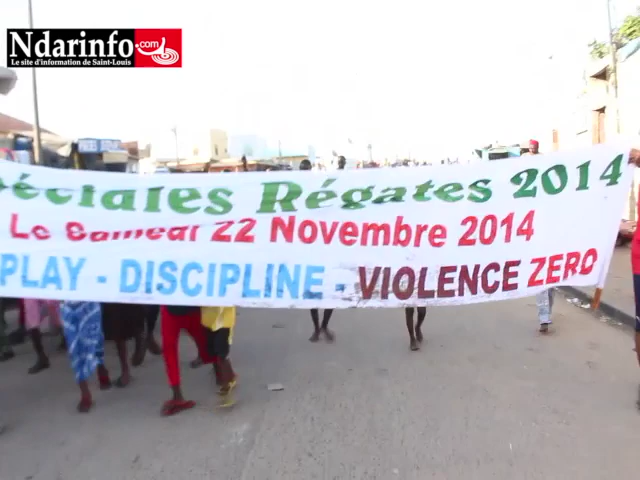 Ndarinfo.com
Le site d'information de Saint-Louis
péciales Régates 2014
Le Samedi 22 Novembre 2014
PLAY - DISCIPLINE - VIOLENCE ZERO